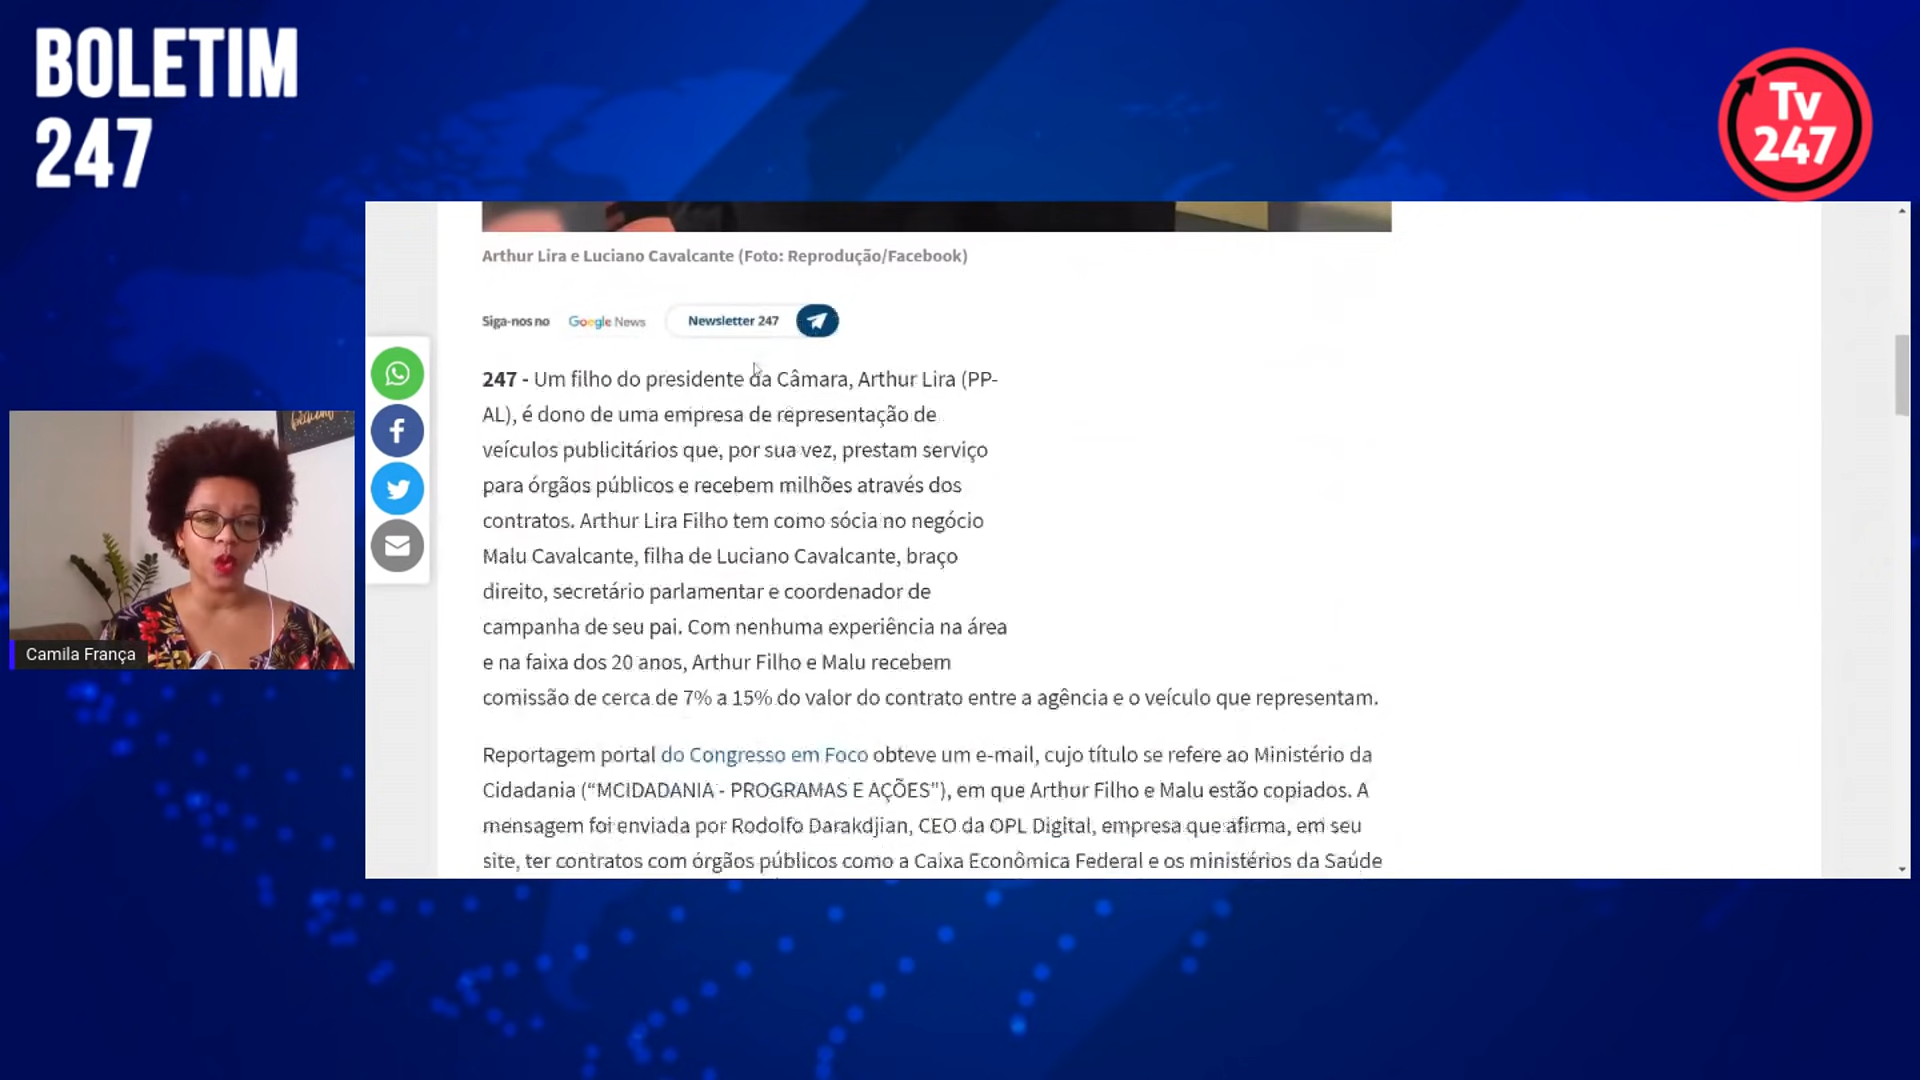 BOLETIM
247
Tv
247
Arthur Lira e Luciano Cavalcante (Foto: Reprodução/Facebook)
Siga-nos no Google News Newsletter 247
247 - Um filho do presidente da Câmara, Arthur Lira (PP-
AL), é dono de uma empresa de representação de
veículos publicitários que, por sua vez, prestam serviço
para órgãos públicos e recebem milhões através dos
contratos. Arthur Lira Filho tem como sócia no negócio
Malu Cavalcante, filha de Luciano Cavalcante, braço
direito, secretário parlamentar e coordenador de
campanha de seu pai. Com nenhuma experiência na área
e na faixa dos 20 anos, Arthur Filho e Malu recebem
comissão de cerca de 7% a 15% do valor do contrato entre a agência e o veículo que representam.
Reportagem portal do Congresso em Foco obteve um e-mail, cujo título se refere ao Ministério da
Cidadania (“MCIDADANIA - PROGRAMAS E AÇÕES"), em que Arthur Filho e Malu estão copiados. A
mensagem foi enviada por Rodolfo Darakdjian, CEO da OPL Digital, empresa que afirma, em seu
site, ter contratos com órgãos públicos como a Caixa Econômica Federal e os ministérios da Saúde
Camila França